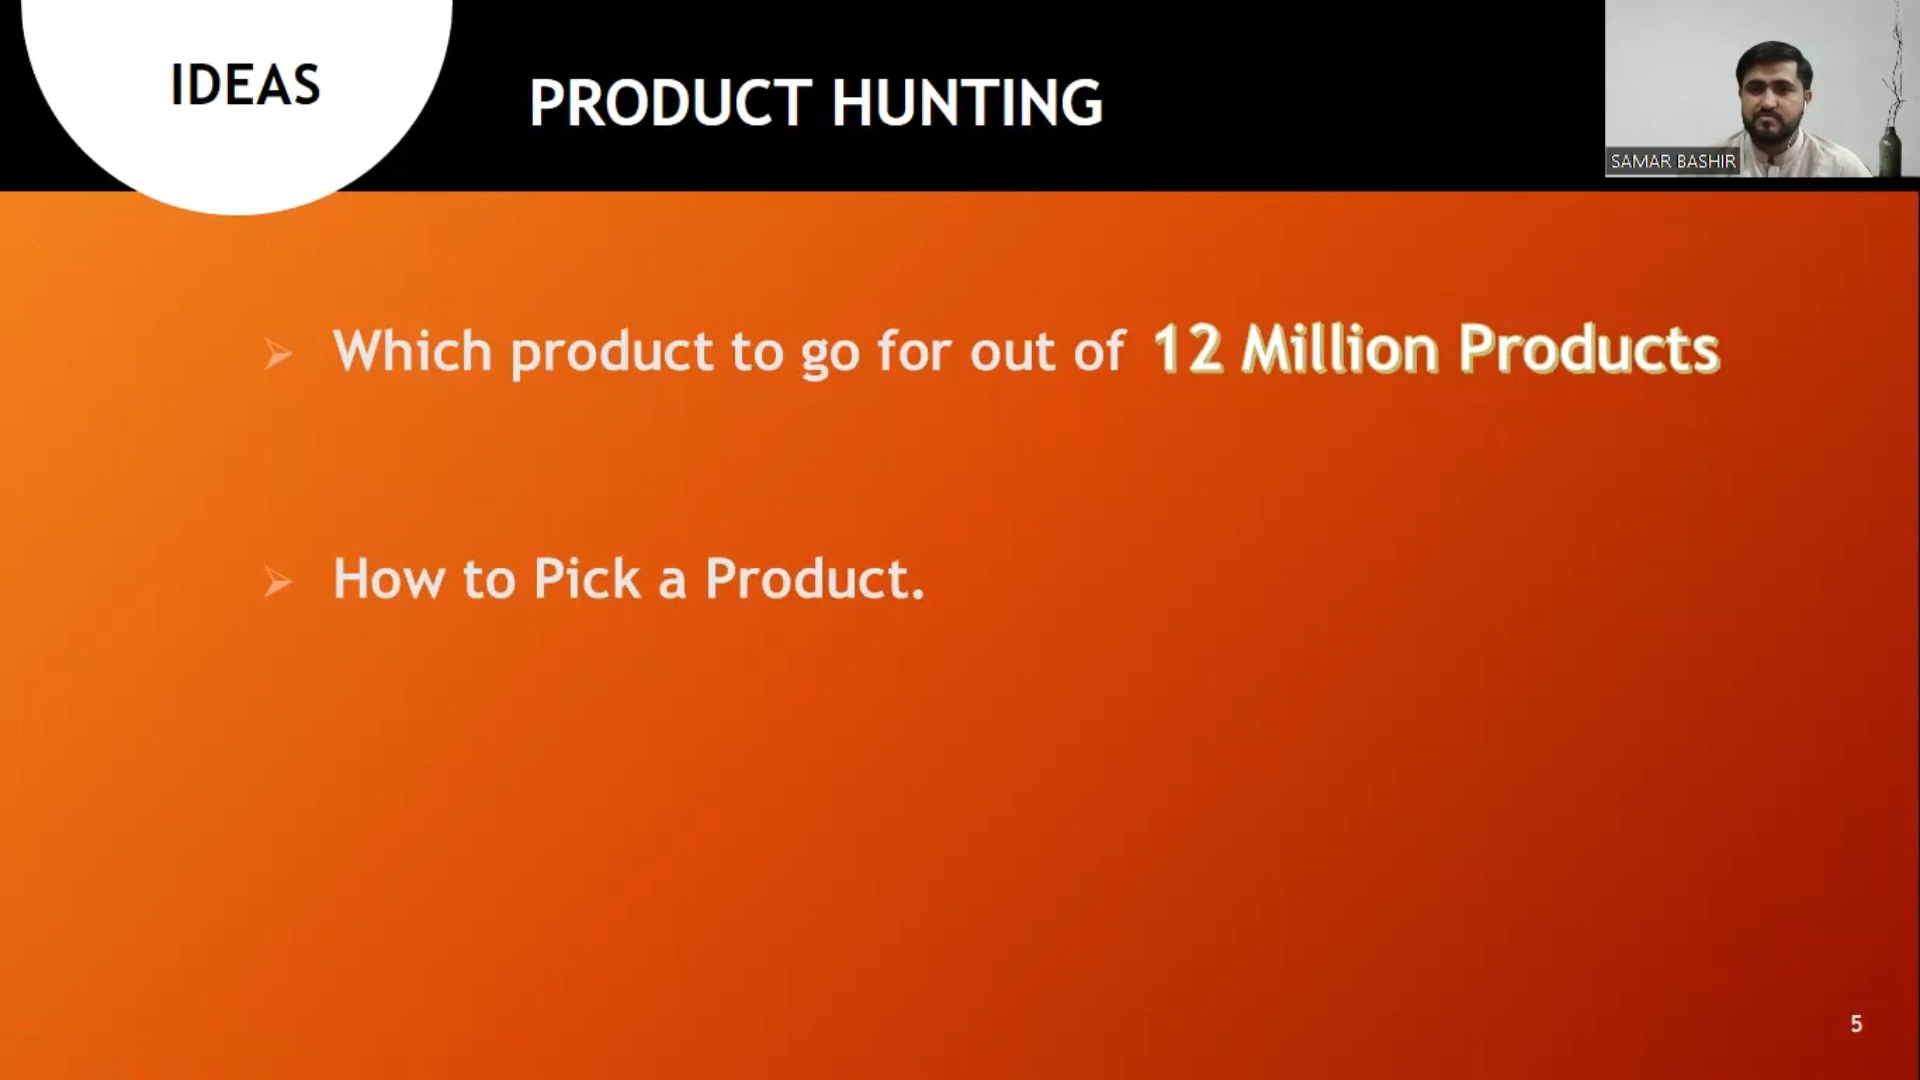 IDEAS
PRODUCT HUNTING
SAMAR BASHIR
Which product to go for out of 12 Million Products
How to Pick a Product.
5